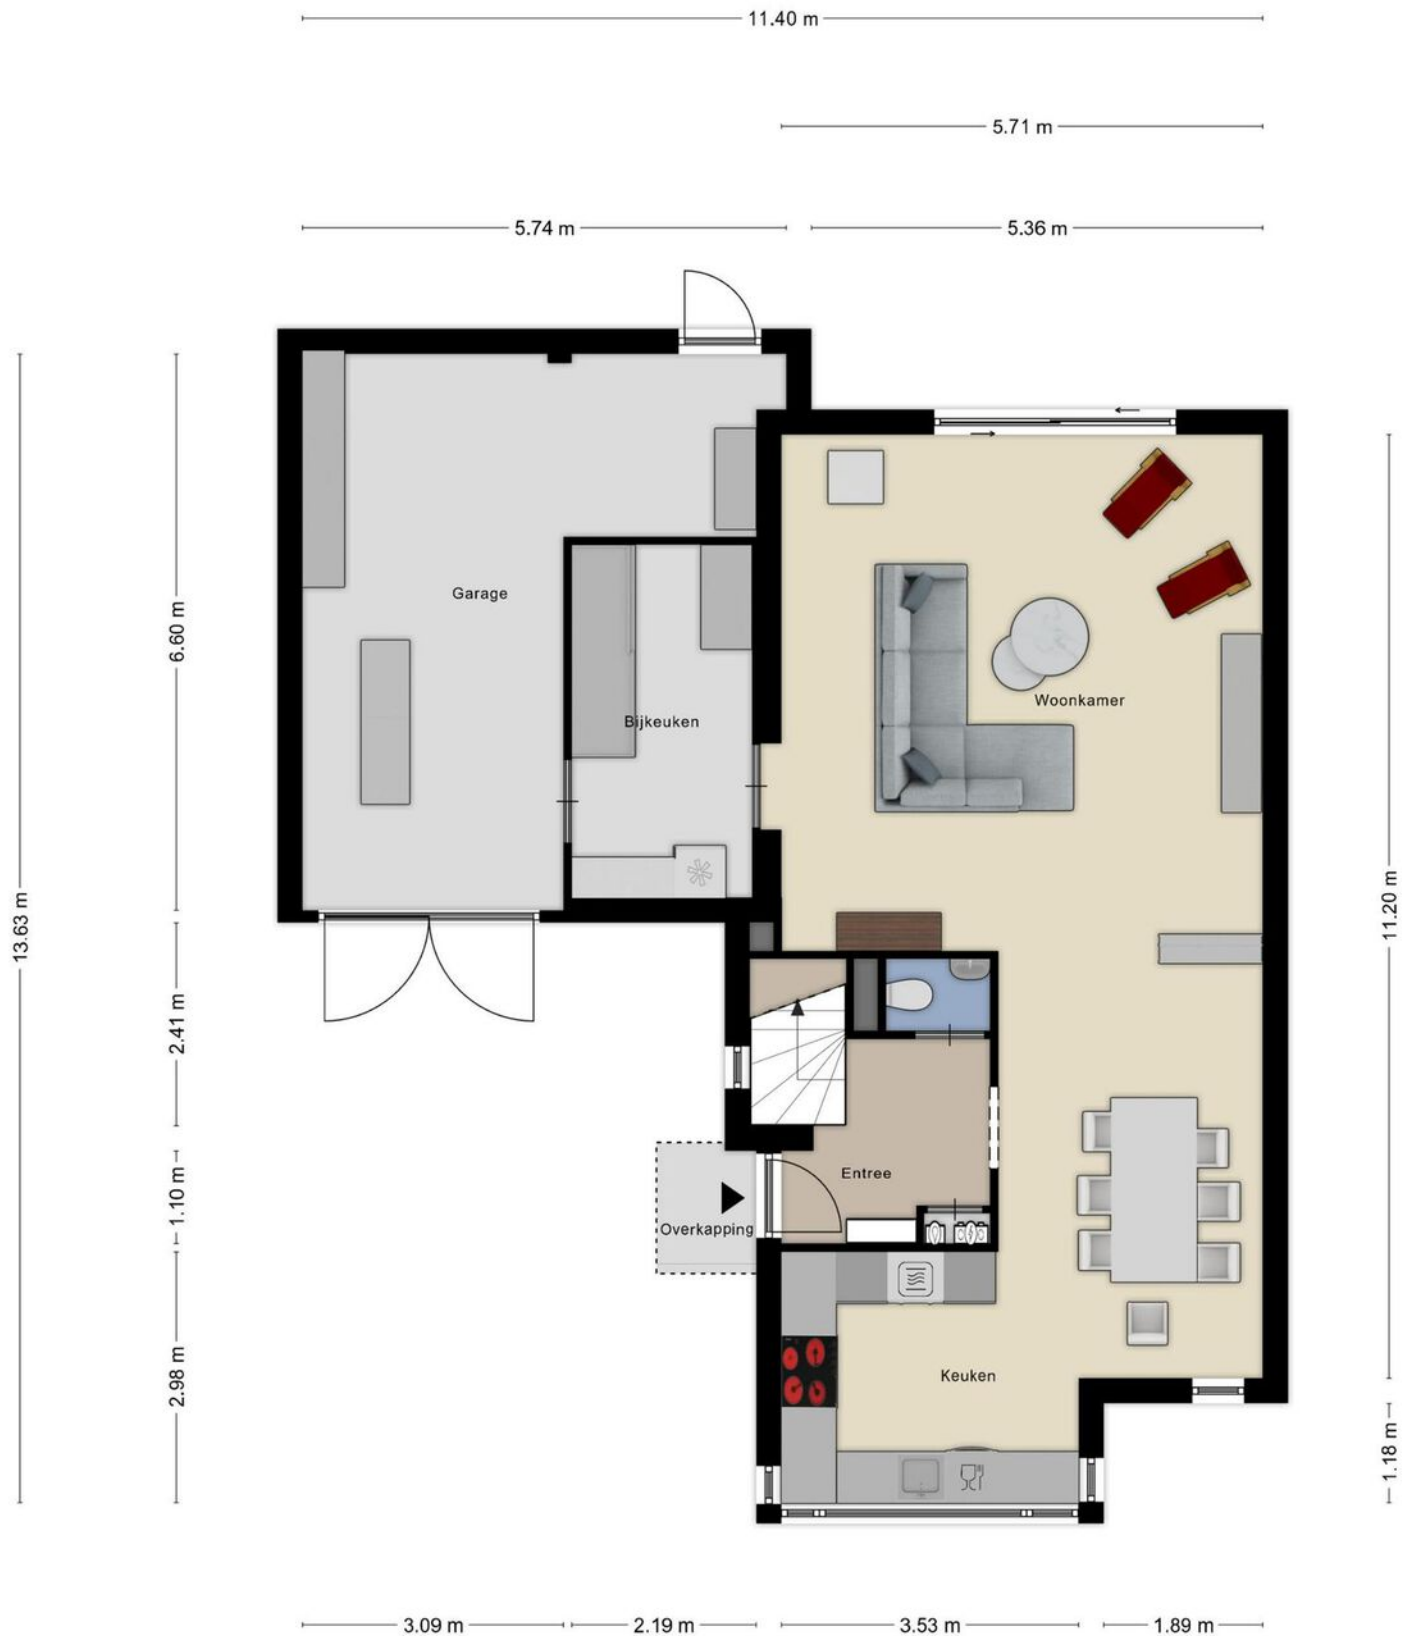 11.40 m
5.71 m
5.74 m
5.36 m
Garage
6.60 m
Woonkamer
Bijkeuken
13.63 m
11.20 m
2.41 m
Entree
1.10 m
Overkapping
Keuken
2.98 m
1.18 m
3.09 m
2.19 m
3.53 m
1.89 m